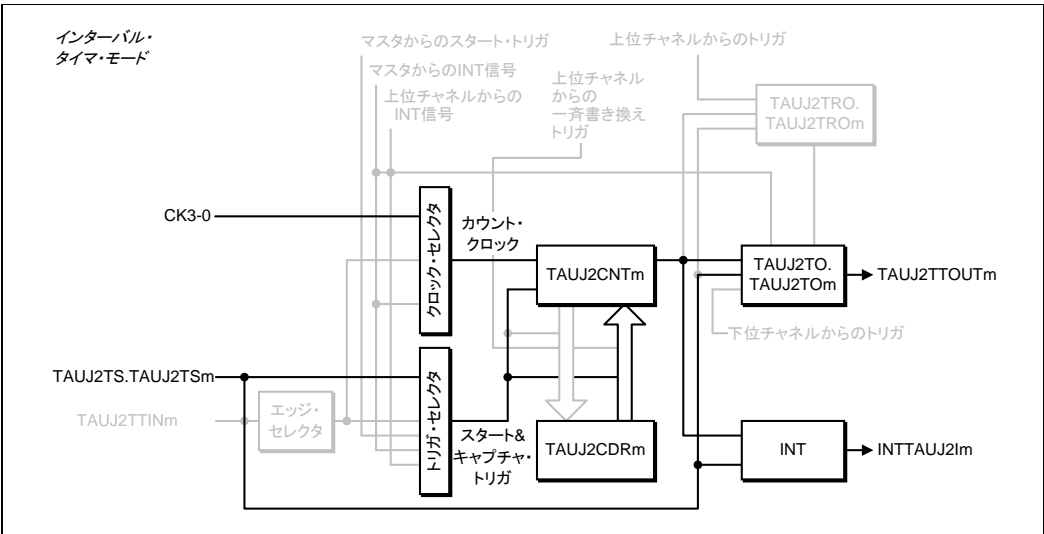 インターバル・
タイマ・モード
マスタからのスタート・トリガ
マスタからのINT信号
上位チャネルからの
INT信号
上位チャネル
からの
一斉書き換え
トリガ
上位チャネルからのトリガ
TAUJ2TRO.
TAUJ2TROm
CK3-0
クロック・セレクタ
カウント・
クロック
TAUJ2CNTm
TAUJ2TO.
TAUJ2TOm
TAUJ2TTOUTm
下位チャネルからのトリガ
TAUJ2TS.TAUJ2TSm
TAUJ2TTINm
エッジ・
セレクタ
トリガ・セレクタ
スタート&
キャプチャ・
トリガ
TAUJ2CDRm
INT
INTTAUJ2Im